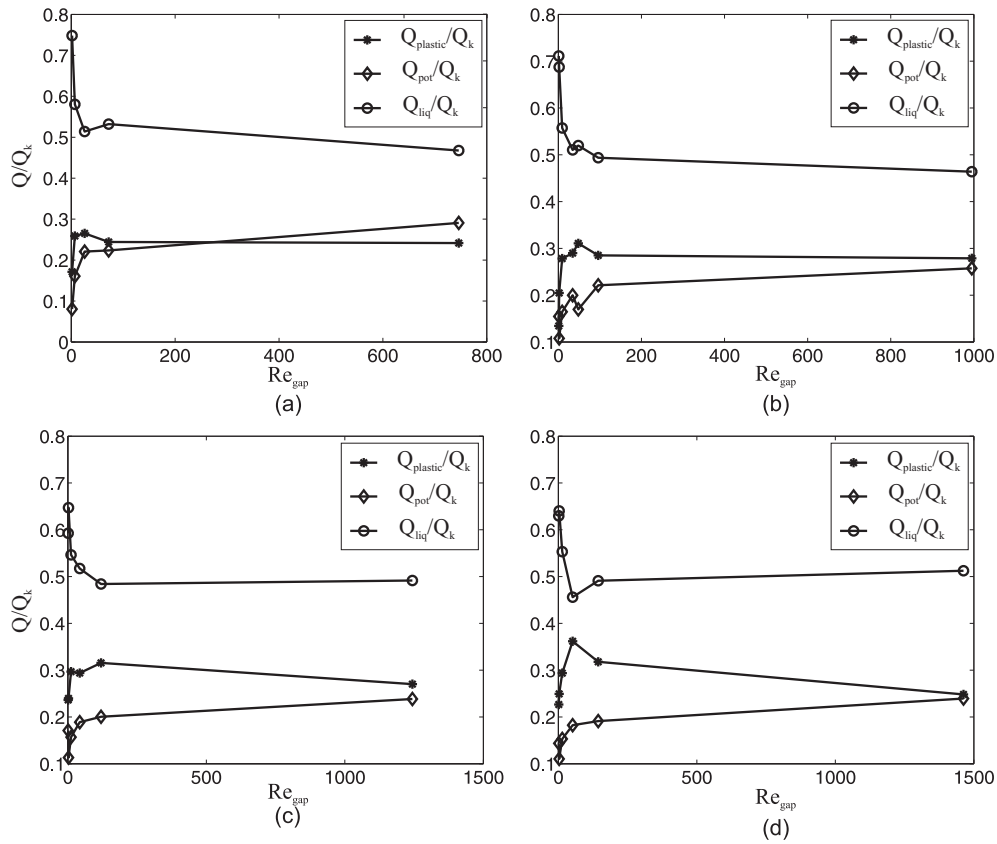 0.8
0.7
0.6
0.5
0.4
0.3
0.2
0.1
0
Q/Qk
0 200 400 600 800
Regap
(a)
Qplastic/Qk
Qpot/Qk
Qliq/Qk
0.8
0.7
0.6
0.5
0.4
0.3
0.2
0.1
0 200 400 600 800 1000
Regap
(b)
Qplastic/Qk
Qpot/Qk
Qliq/Qk
0.8
0.7
0.6
0.5
0.4
0.3
0.2
0.1
Q/Qk
0 500 1000 1500
Regap
(c)
Qplastic/Qk
Qpot/Qk
Qliq/Qk
0.8
0.7
0.6
0.5
0.4
0.3
0.2
0.1
0 500 1000 1500
Regap
(d)
Qplastic/Qk
Qpot/Qk
Qliq/Qk